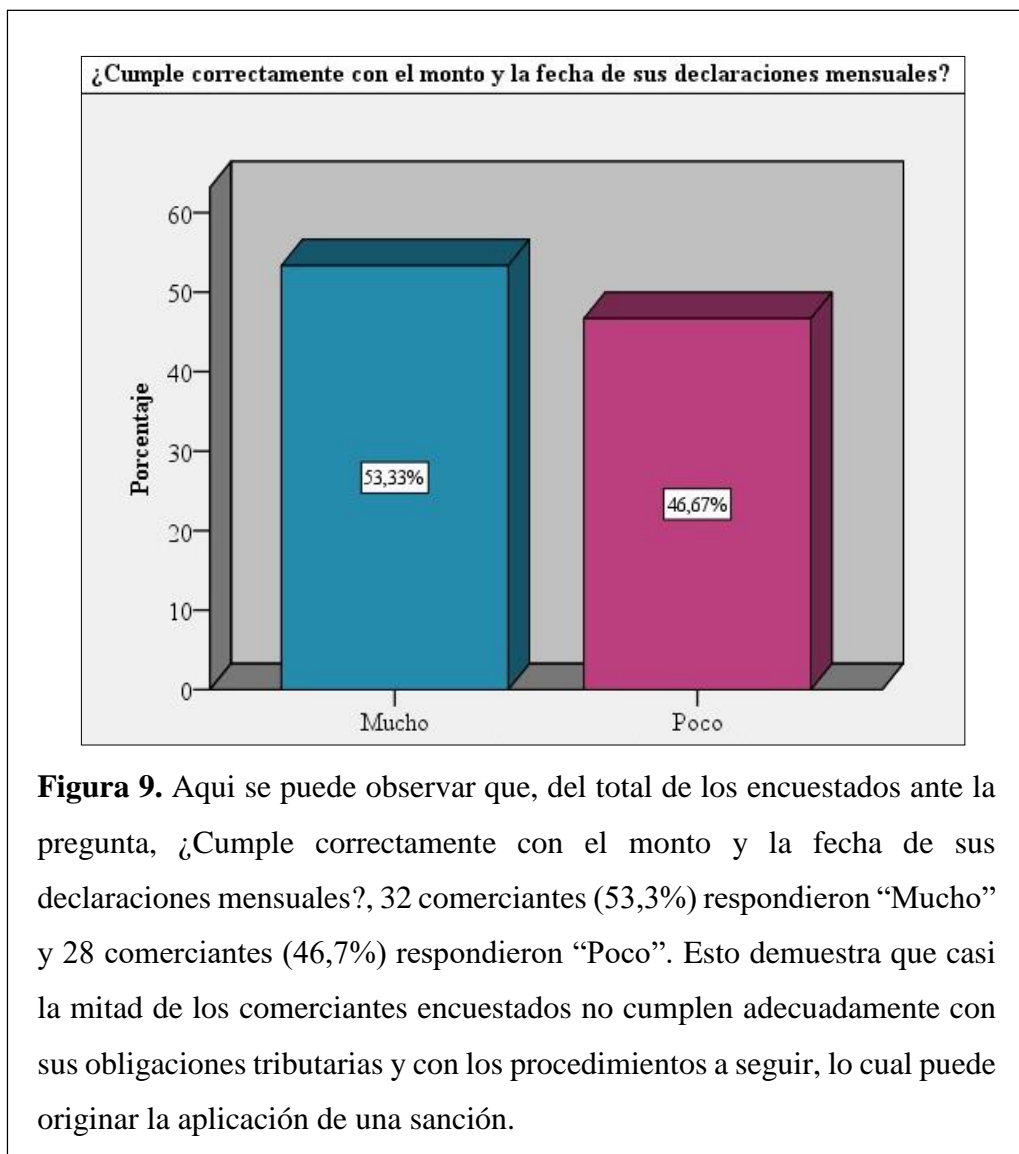 ¿Cumple correctamente con el monto y la fecha de sus declaraciones mensuales?
60
50
40
30
20
10
0
Porcentaje
53,33%
46,67%
Mucho
Poco
Figura 9. Aqui se puede observar que, del total de los encuestados ante la
pregunta, ¿Cumple correctamente con el monto y la fecha de sus
declaraciones mensuales?, 32 comerciantes (53,3%) respondieron “Mucho”
y 28 comerciantes (46,7%) respondieron “Poco”. Esto demuestra que casi
la mitad de los comerciantes encuestados no cumplen adecuadamente con
sus obligaciones tributarias y con los procedimientos a seguir, lo cual puede
originar la aplicación de una sanción.